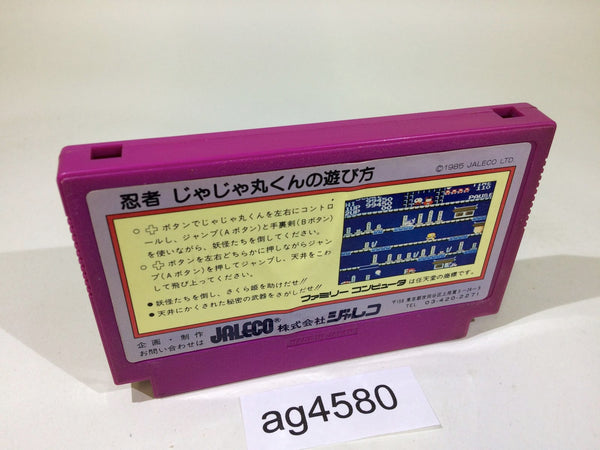 ©1985 JALECO LTD.
忍者 じゃじゃ丸くんの遊び方
○✚ボタンでじゃじゃ丸くんを左右にコントロ
ールし、ジャンプ(Aボタン)と手裏剣(Bボタン)
を使いながら、妖怪たちを倒してください。
○✚ボタンを左右どちらかに押しながらジャン
プ(Aボタン)を押してジャンプし、天井をこわ
して飛び上ってください。
●妖怪たちを倒し、さくら姫を助けだせ!!
●天井にかくされた秘密の武器をさがしだせ!!
PAUSE
ファミリー コンピュータ は任天堂の商標です。
企画・制作
お問い合わせは
JALECO® 株式会社ジャレコ
TEL 03-420-2271
ag4580